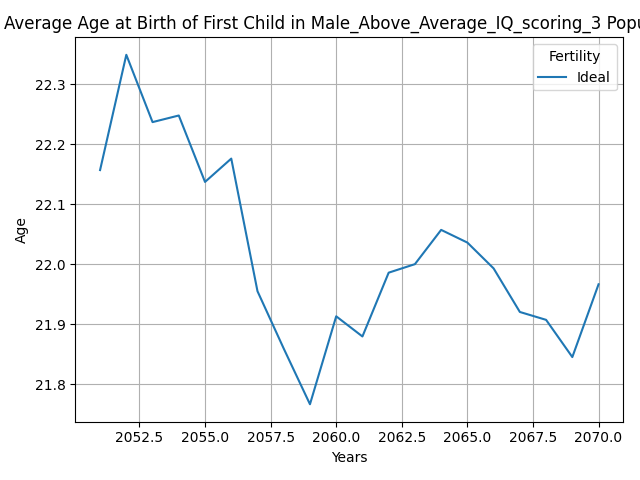 Average Age at Birth of First Child in Male_Above_Average_IQ_scoring_3 Popu
Fertility
Ideal
22.3
22.2
22.1
22.0
21.9
21.8
Age
2052.5 2055.0 2057.5 2060.0 2062.5 2065.0 2067.5 2070.0
Years